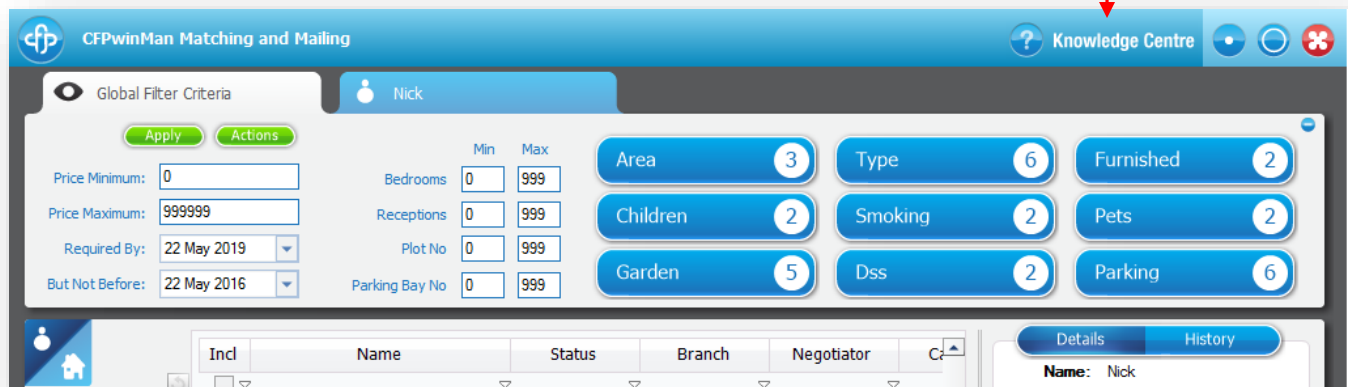 cfp CFPwinMan Matching and Mailing ? Knowledge Centre
Global Filter Criteria Nick
Apply Actions
Min Max
Price Minimum: 0 Bedrooms 0 999 Area 3 Type 6 Furnished 2
Price Maximum: 999999 Receptions 0 999 Children 2 Smoking 2 Pets 2
Required By: 22 May 2019 Plot No 0 999
But Not Before: 22 May 2016 Parking Bay No 0 999 Garden 5 Dss 2 Parking 6
Incl Name Status Branch Negotiator
Details History
Name: Nick